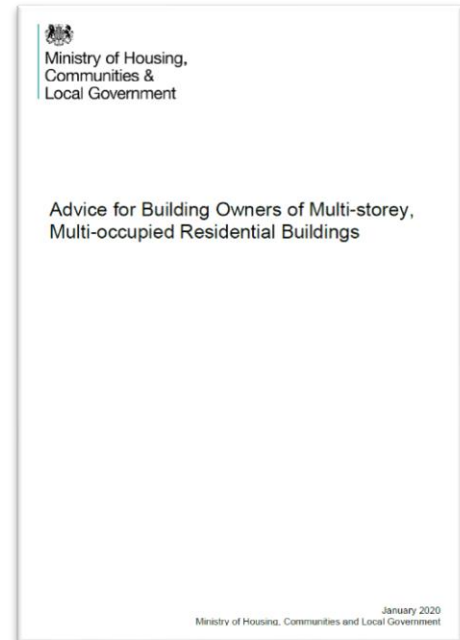 Ministry of Housing,
Communities &
Local Government
Advice for Building Owners of Multi-storey,
Multi-occupied Residential Buildings
January 2020
Ministry of Housing, Communities and Local Government